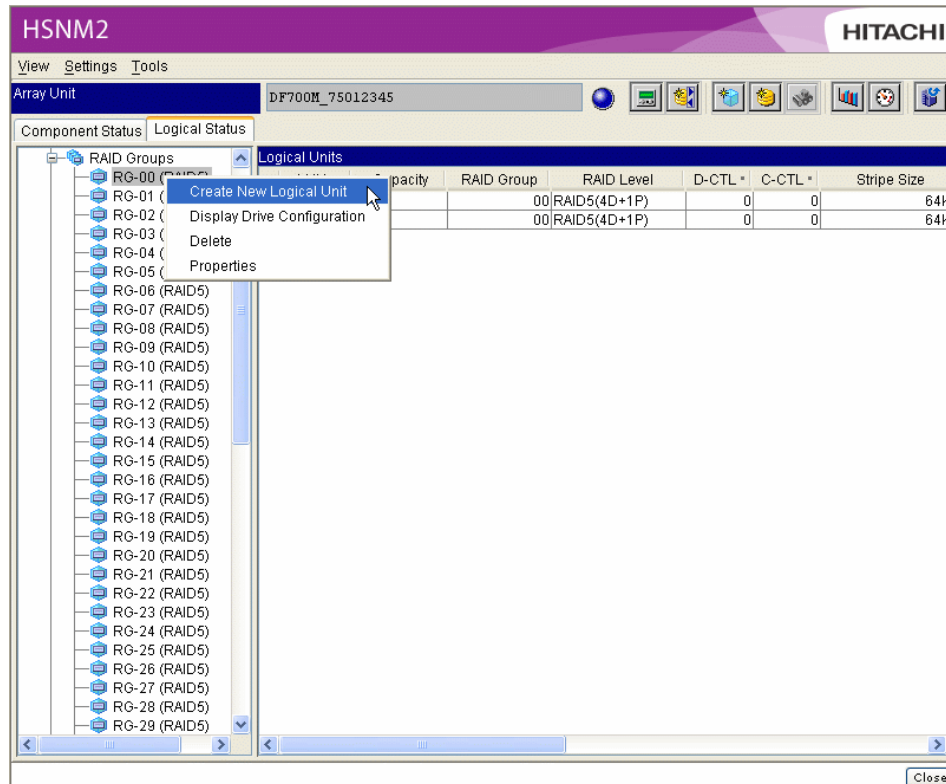 HSNM2
HITACHI
View Settings Tools
Array Unit DF700M_75012345
Component Status Logical Status
RAID Groups
Logical Units
RAID Group RAID Level D-CTL C-CTL Stripe Size
00 RAID5(4D+1P) 0 0 64k
00 RAID5(4D+1P) 0 0 64k
RG-00
RG-01 (
RG-02 (
RG-03 (
RG-04 (
RG-05 (
Create New Logical Unit
Display Drive Configuration
Delete
Properties
RG-06 (RAID5)
RG-07 (RAID5)
RG-08 (RAID5)
RG-09 (RAID5)
RG-10 (RAID5)
RG-11 (RAID5)
RG-12 (RAID5)
RG-13 (RAID5)
RG-14 (RAID5)
RG-15 (RAID5)
RG-16 (RAID5)
RG-17 (RAID5)
RG-18 (RAID5)
RG-19 (RAID5)
RG-20 (RAID5)
RG-21 (RAID5)
RG-22 (RAID5)
RG-23 (RAID5)
RG-24 (RAID5)
RG-25 (RAID5)
RG-26 (RAID5)
RG-27 (RAID5)
RG-28 (RAID5)
RG-29 (RAID5)
Close